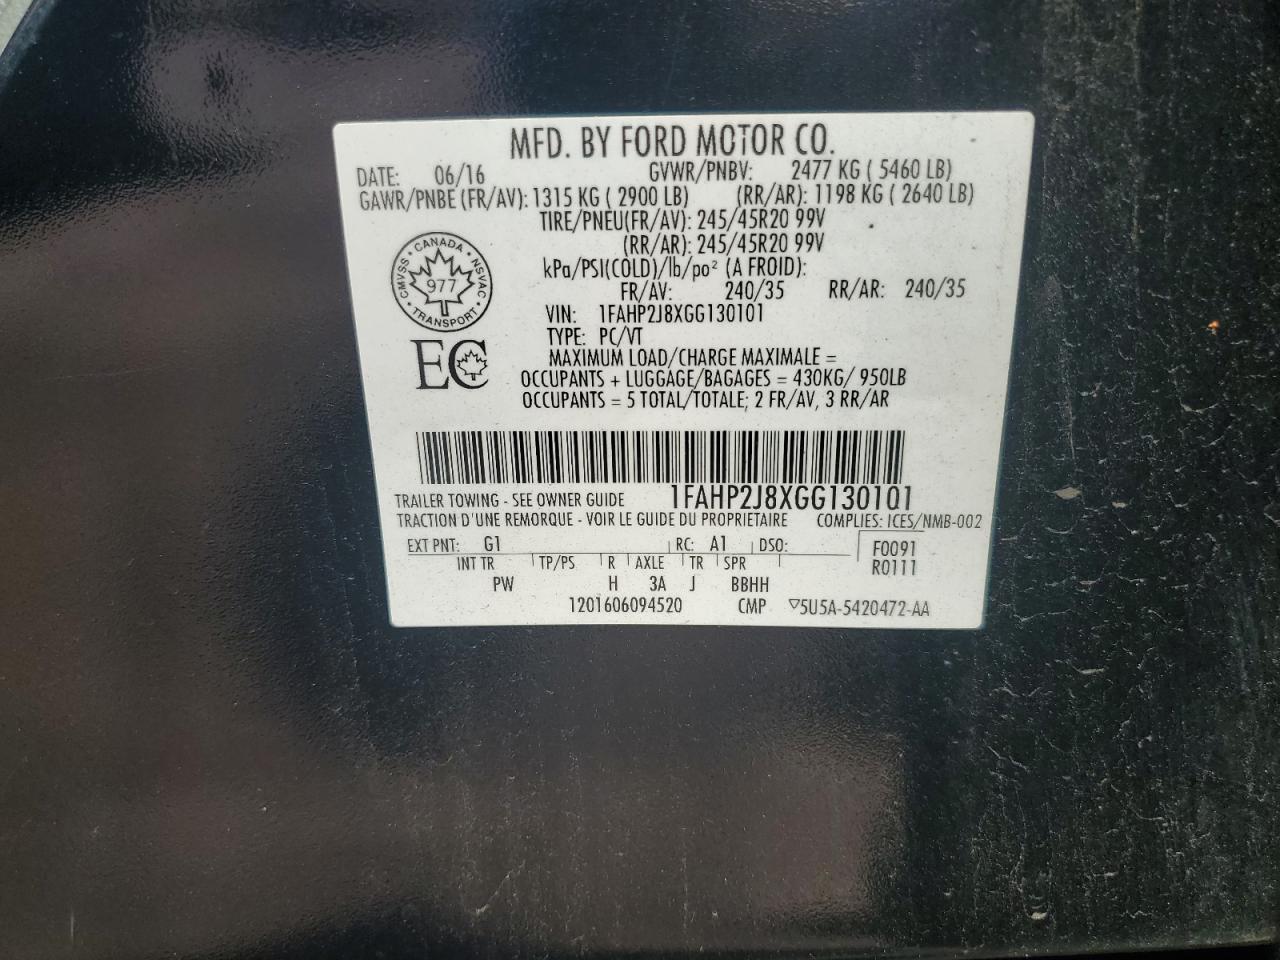 MFD. BY FORD MOTOR CO.
DATE: 06/16 GVWR/PNBV: 2477 KG ( 5460 LB)
GAWR/PNBE (FR/AV): 1315 KG ( 2900 LB) (RR/AR): 1198 KG ( 2640 LB)
TIRE/PNEU(FR/AV): 245/45R20 99V
(RR/AR): 245/45R20 99V
kPa/PSI(COLD)/lb/po² (A FROID):
FR/AV: 240/35 RR/AR: 240/35
CANADA
CMVSS
NSVAC
977
TRANSPORT
VIN: 1FAHP2J8XGG130101
TYPE: PC/VT
EC
MAXIMUM LOAD/CHARGE MAXIMALE =
OCCUPANTS + LUGGAGE/BAGAGES = 430KG/ 950LB
OCCUPANTS = 5 TOTAL/TOTALE; 2 FR/AV, 3 RR/AR
TRAILER TOWING - SEE OWNER GUIDE 1FAHP2J8XGG130101
TRACTION D'UNE REMORQUE - VOIR LE GUIDE DU PROPRIETAIRE COMPLIES: ICES/NMB-002
EXT PNT: G1 RC: A1 DSO: F0091
INT TR TP/PS R AXLE TR SPR R0111
PW H 3A J BBHH
1201606094520 CMP ▽5U5A-5420472-AA